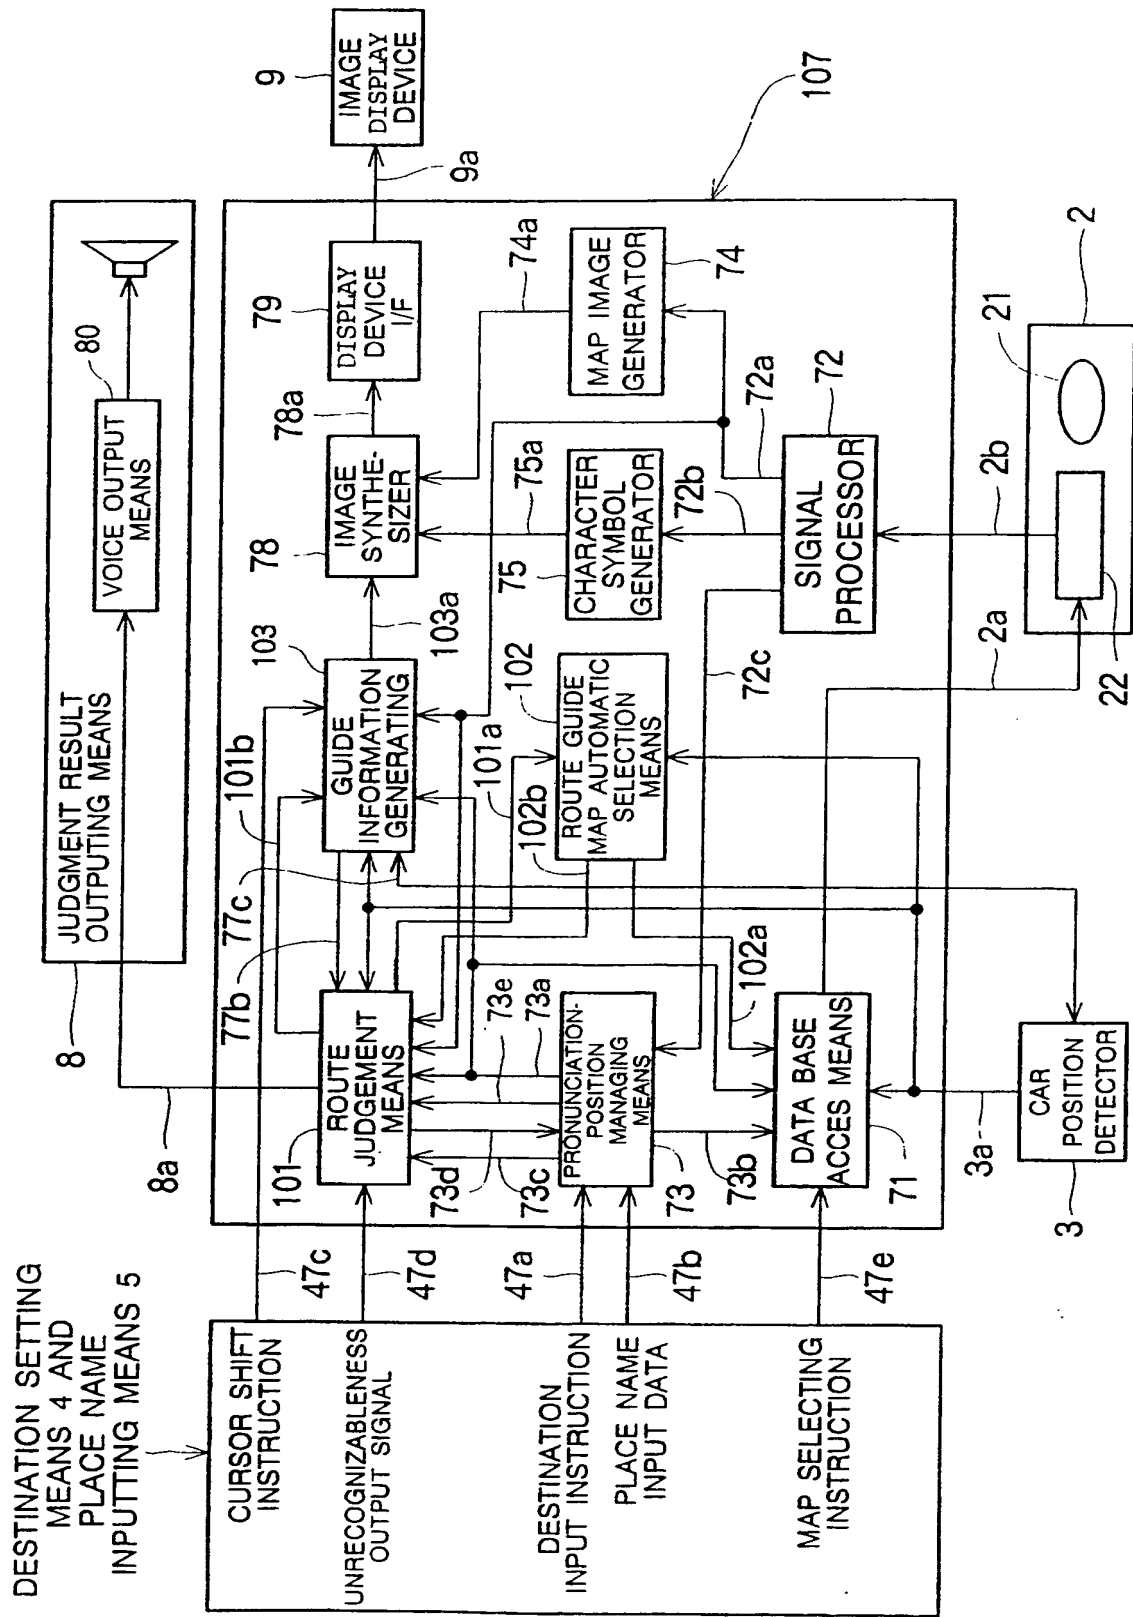 DESTINATION SETTING
MEANS 4 AND
PLACE NAME
INPUTTING MEANS 5
CURSOR SHIFT
INSTRUCTION
UNRECOGNIZABLENESS
OUTPUT SIGNAL
DESTINATION
INPUT INSTRUCTION
PLACE NAME
INPUT DATA
MAP SELECTING
INSTRUCTION
47c
47d
47a
47b
47e
8
JUDGMENT RESULT
OUTPUTING MEANS
8a
80
VOICE OUTPUT
MEANS
101
ROUTE
JUDGEMENT
MEANS
77b
77c
101b
103
GUIDE
INFORMATION
GENERATING
103a
78
IMAGE
SYNTHE-
SIZER
78a
79
DISPLAY
DEVICE
I/F
9a
9
IMAGE
DISPLAY
DEVICE
73d
73c
73e
73a
PRONUNCIATION-
POSITION
MANAGING
MEANS
73
73b
101a
102b
102
ROUTE GUIDE
MAP AUTOMATIC
SELECTION
MEANS
102a
72c
75
CHARACTER
SYMBOL
GENERATOR
75a
72b
74a
MAP IMAGE
GENERATOR
74
72a
DATA BASE
ACCES MEANS
71
SIGNAL
PROCESSOR
72
107
3a
CAR
POSITION
DETECTOR
3
2a
2b
22
21
2